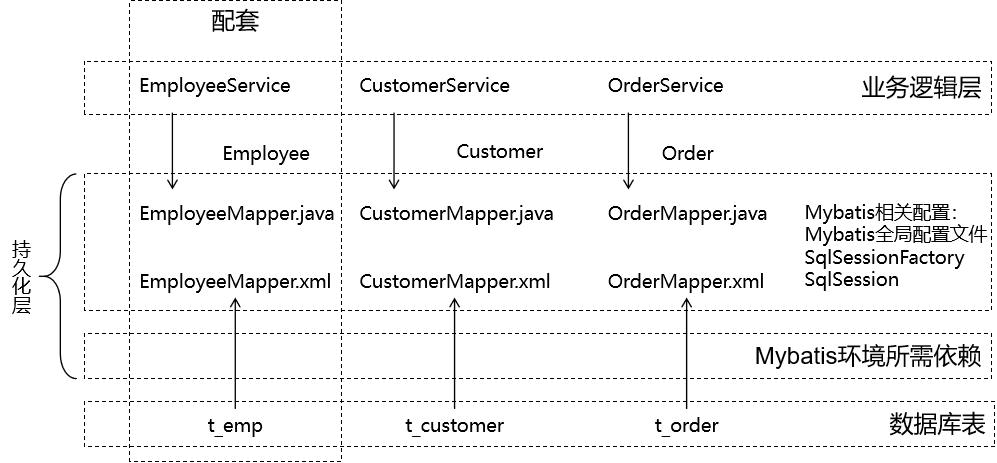 配套
EmployeeService
CustomerService
OrderService
业务逻辑层
Employee
Customer
Order
持久化层
EmployeeMapper.java
CustomerMapper.java
OrderMapper.java
Mybatis相关配置：
Mybatis全局配置文件
SqlSessionFactory
SqlSession
EmployeeMapper.xml
CustomerMapper.xml
OrderMapper.xml
Mybatis环境所需依赖
t_emp
t_customer
t_order
数据库表